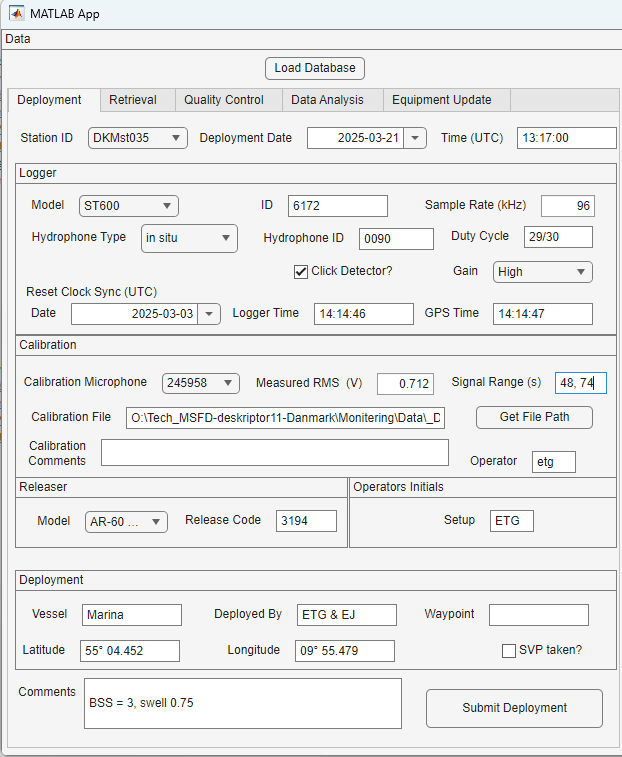 MATLAB App
Data
Load Database
Deployment Retrieval Quality Control Data Analysis Equipment Update
Station ID DKMst035 Deployment Date 2025-03-21 Time (UTC) 13:17:00
Logger
Model ST600 ID 6172 Sample Rate (kHz) 96
Hydrophone Type in situ Hydrophone ID 0090 Duty Cycle 29/30
Click Detector? Gain High
Reset Clock Sync (UTC)
Date 2025-03-03 Logger Time 14:14:46 GPS Time 14:14:47
Calibration
Calibration Microphone 245958 Measured RMS (V) 0.712 Signal Range (s) 48, 74
Calibration File O:\Tech_MSFD-deskriptor11-Danmark\Monitering\Data\_D Get File Path
Calibration
Comments
Operator etg
Releaser Operators Initials
Model AR-60 ... Release Code 3194 Setup ETG
Deployment
Vessel Marina Deployed By ETG & EJ Waypoint
Latitude 55° 04.452 Longitude 09° 55.479 SVP taken?
Comments BSS = 3, swell 0.75 Submit Deployment